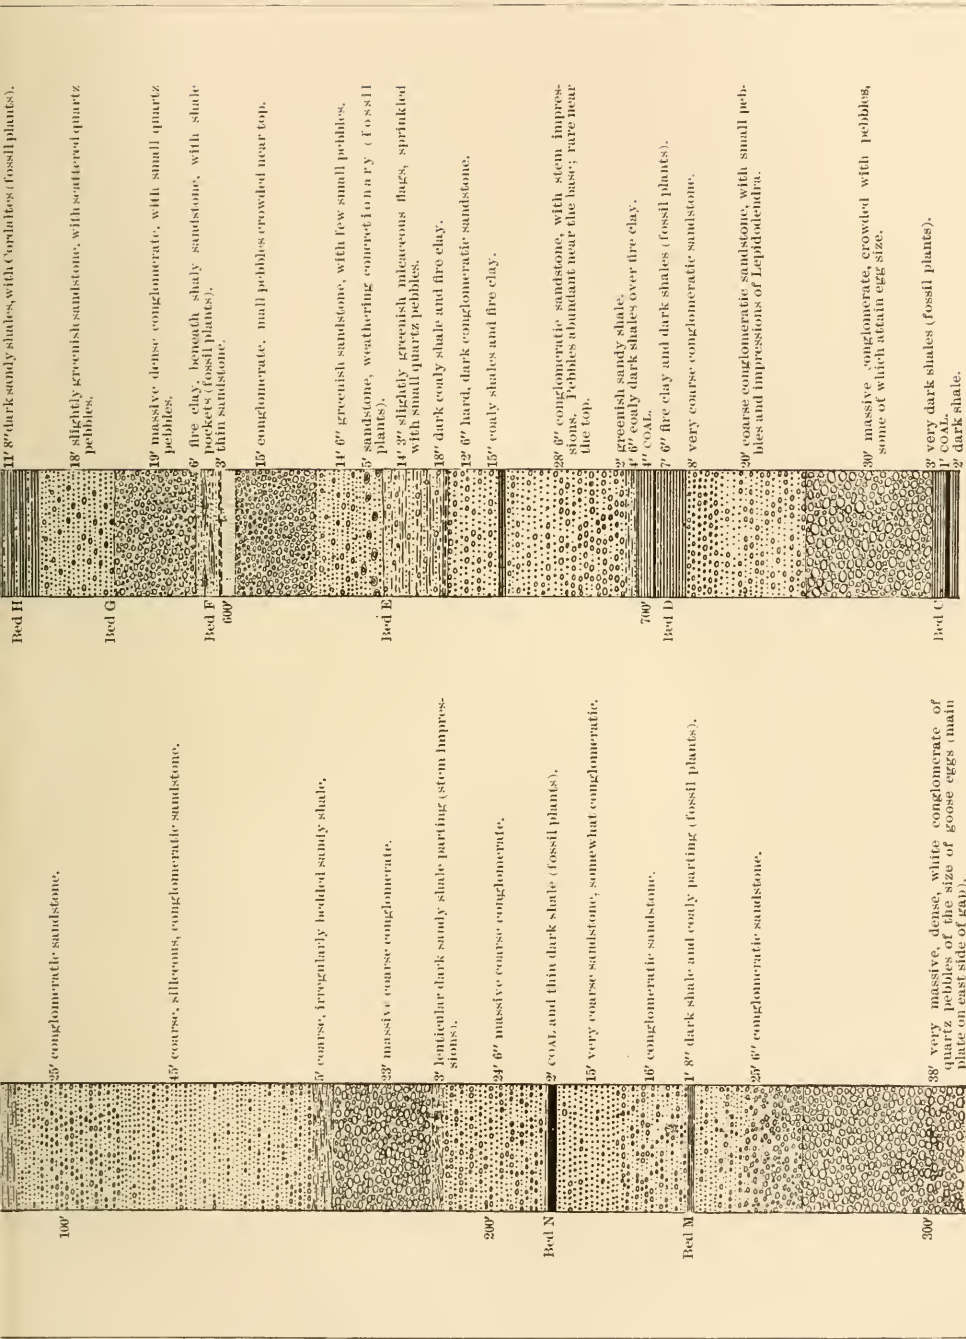 11' 8" dark sandy shales, with Cordaites (fossil plants).
18' slightly greenish sandstone, with scattered quartz
pebbles.
19' massive dense conglomerate, with small quartz
pebbles.
6' fire clay, beneath shaly sandstone, with shale
pockets (fossil plants).
3' thin sandstone.
15' conglomerate. mall pebbles crowded near top.
14' 6" greenish sandstone, with few small pebbles.
5' sandstone, weathering concretionary (fossil
plants).
14' 3" slightly greenish micaceous flags, sprinkled
with small quartz pebbles.
18" dark coaly shale and fire clay.
12' 6" hard, dark conglomeratic sandstone.
15" coaly shales and fire clay.
28' 6" conglomeratic sandstone, with stem impres-
sions. Pebbles abundant near the base; rare near
the top.
2' greenish sandy shale.
4' 6" coaly dark shales over fire clay.
4" COAL.
7' 6" fire clay and dark shales (fossil plants).
8' very coarse conglomeratic sandstone.
20' coarse conglomeratic sandstone, with small peb-
bles and impressions of Lepidodendra.
30' massive conglomerate, crowded with pebbles,
some of which attain egg size.
3' very dark shales (fossil plants).
1' COAL.
2' dark shale.
Bed H
Bed G
Bed F
600'
Bed E
700'
Bed D
Bed C
25' conglomeratic sandstone.
45' coarse, siliceous, conglomeratic sandstone.
5' coarse, irregularly bedded sandy shale.
23' massive coarse conglomerate.
3' lenticular dark sandy shale parting (stem impres-
sions).
24' 6" massive coarse conglomerate.
2' COAL and thin dark shale (fossil plants).
15' very coarse sandstone, somewhat conglomeratic.
16' conglomeratic sandstone.
1' 8" dark shale and coaly parting (fossil plants).
25' 6" conglomeratic sandstone.
38' very massive, dense, white conglomerate of
quartz pebbles of the size of goose eggs (main
plate on east side of gap).
100'
200'
Bed N
Bed M
300'